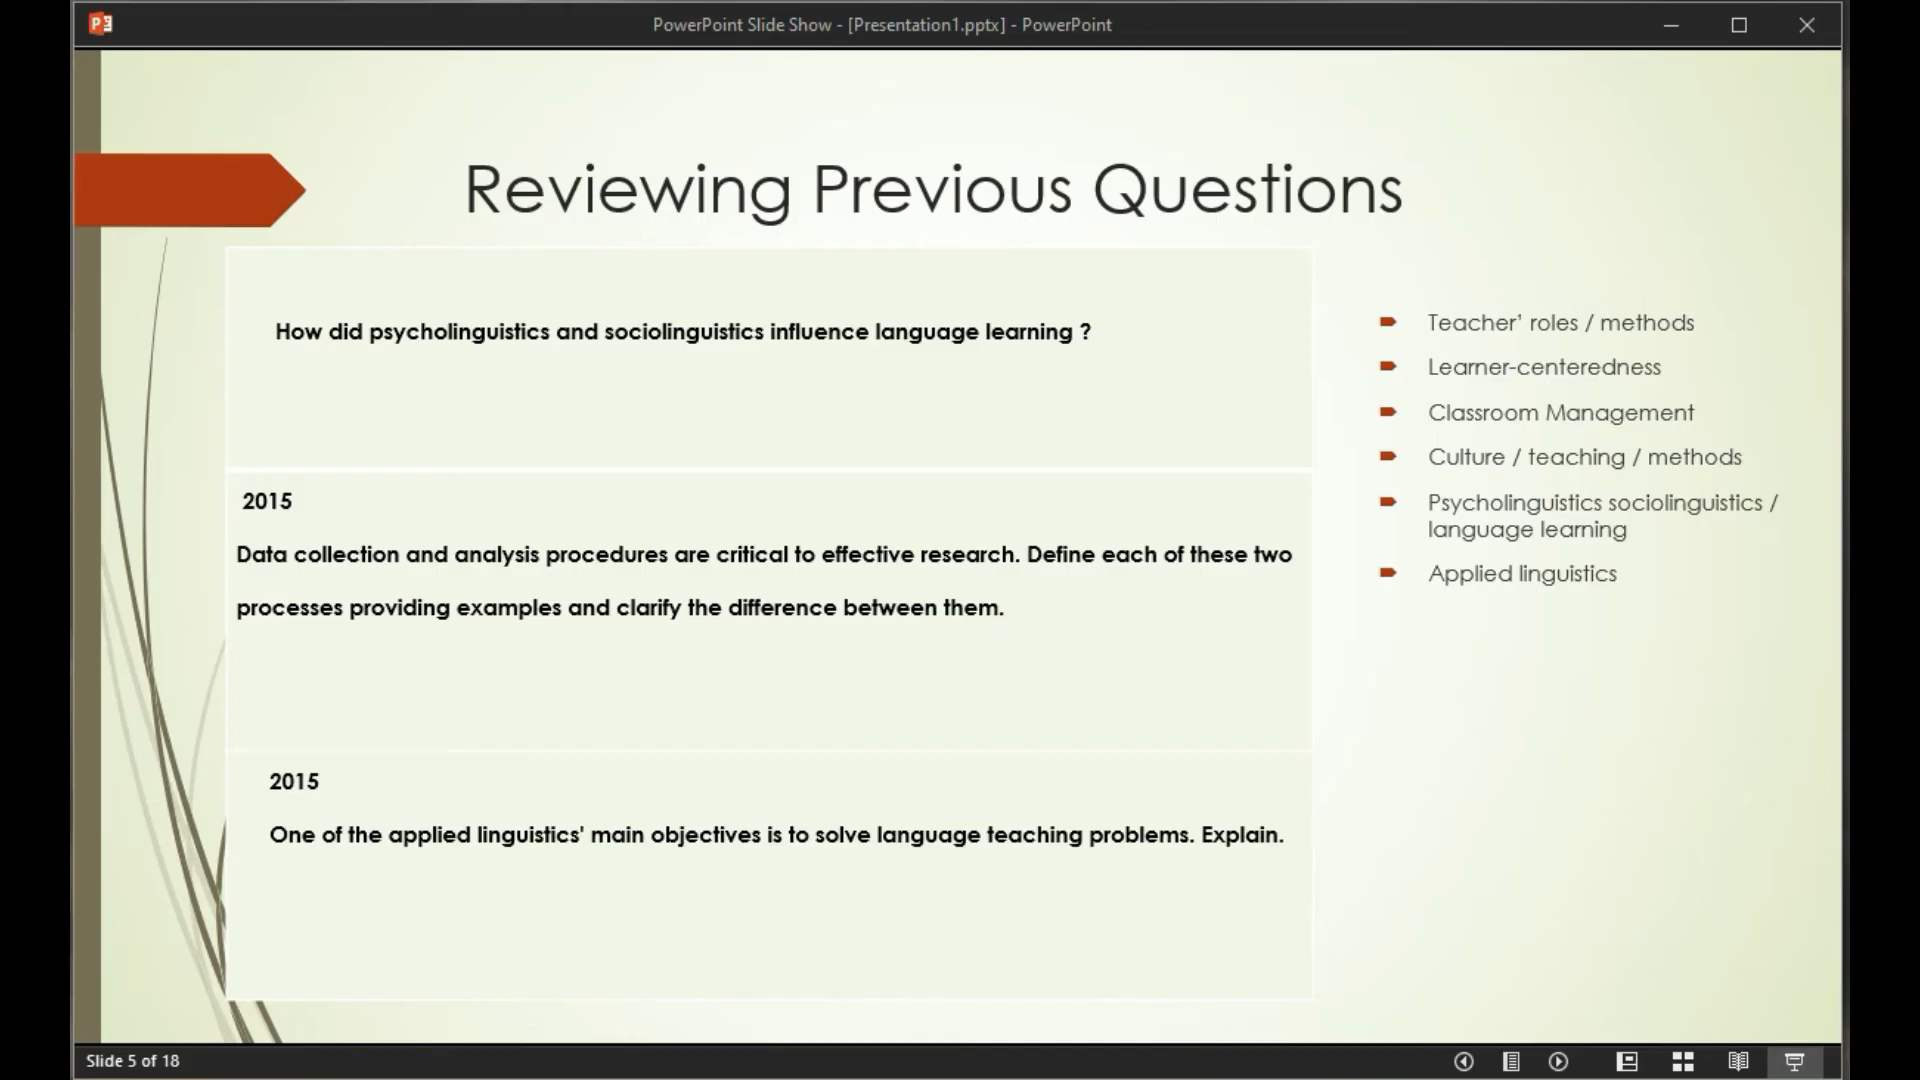 PowerPoint Slide Show - [Presentation1.pptx] - PowerPoint
Reviewing Previous Questions
How did psycholinguistics and sociolinguistics influence language learning ?
2015
Data collection and analysis procedures are critical to effective research. Define each of these two
processes providing examples and clarify the difference between them.
2015
One of the applied linguistics' main objectives is to solve language teaching problems. Explain.
Teacher’ roles / methods
Learner-centeredness
Classroom Management
Culture / teaching / methods
Psycholinguistics sociolinguistics /
language learning
Applied linguistics
Slide 5 of 18